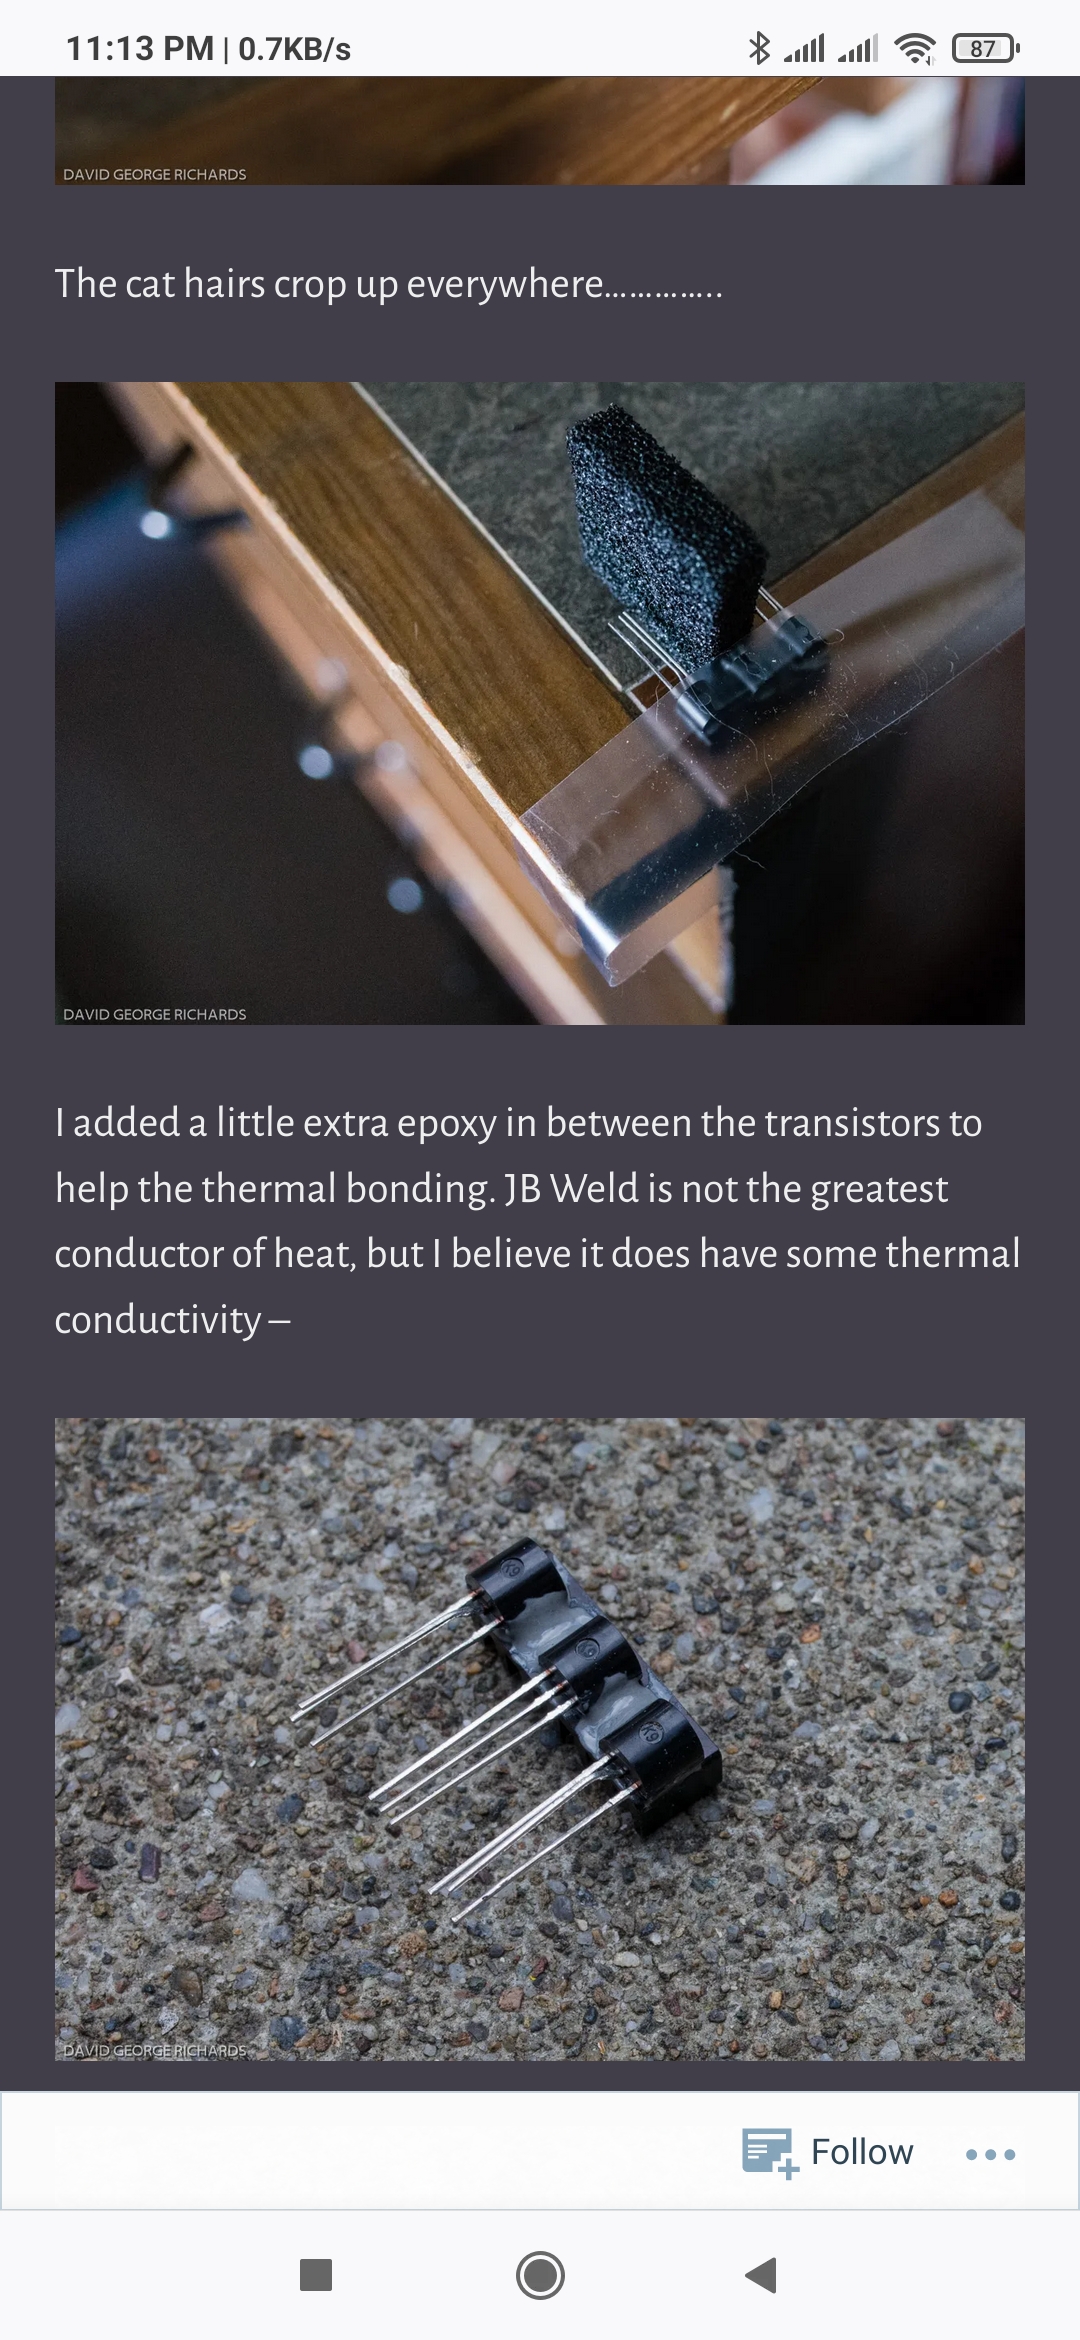 11:13 PM | 0.7KB/s
87
DAVID GEORGE RICHARDS
The cat hairs crop up everywhere…………..
DAVID GEORGE RICHARDS
I added a little extra epoxy in between the transistors to
help the thermal bonding. JB Weld is not the greatest
conductor of heat, but I believe it does have some thermal
conductivity –
K9
DAVID GEORGE RICHARDS
Follow